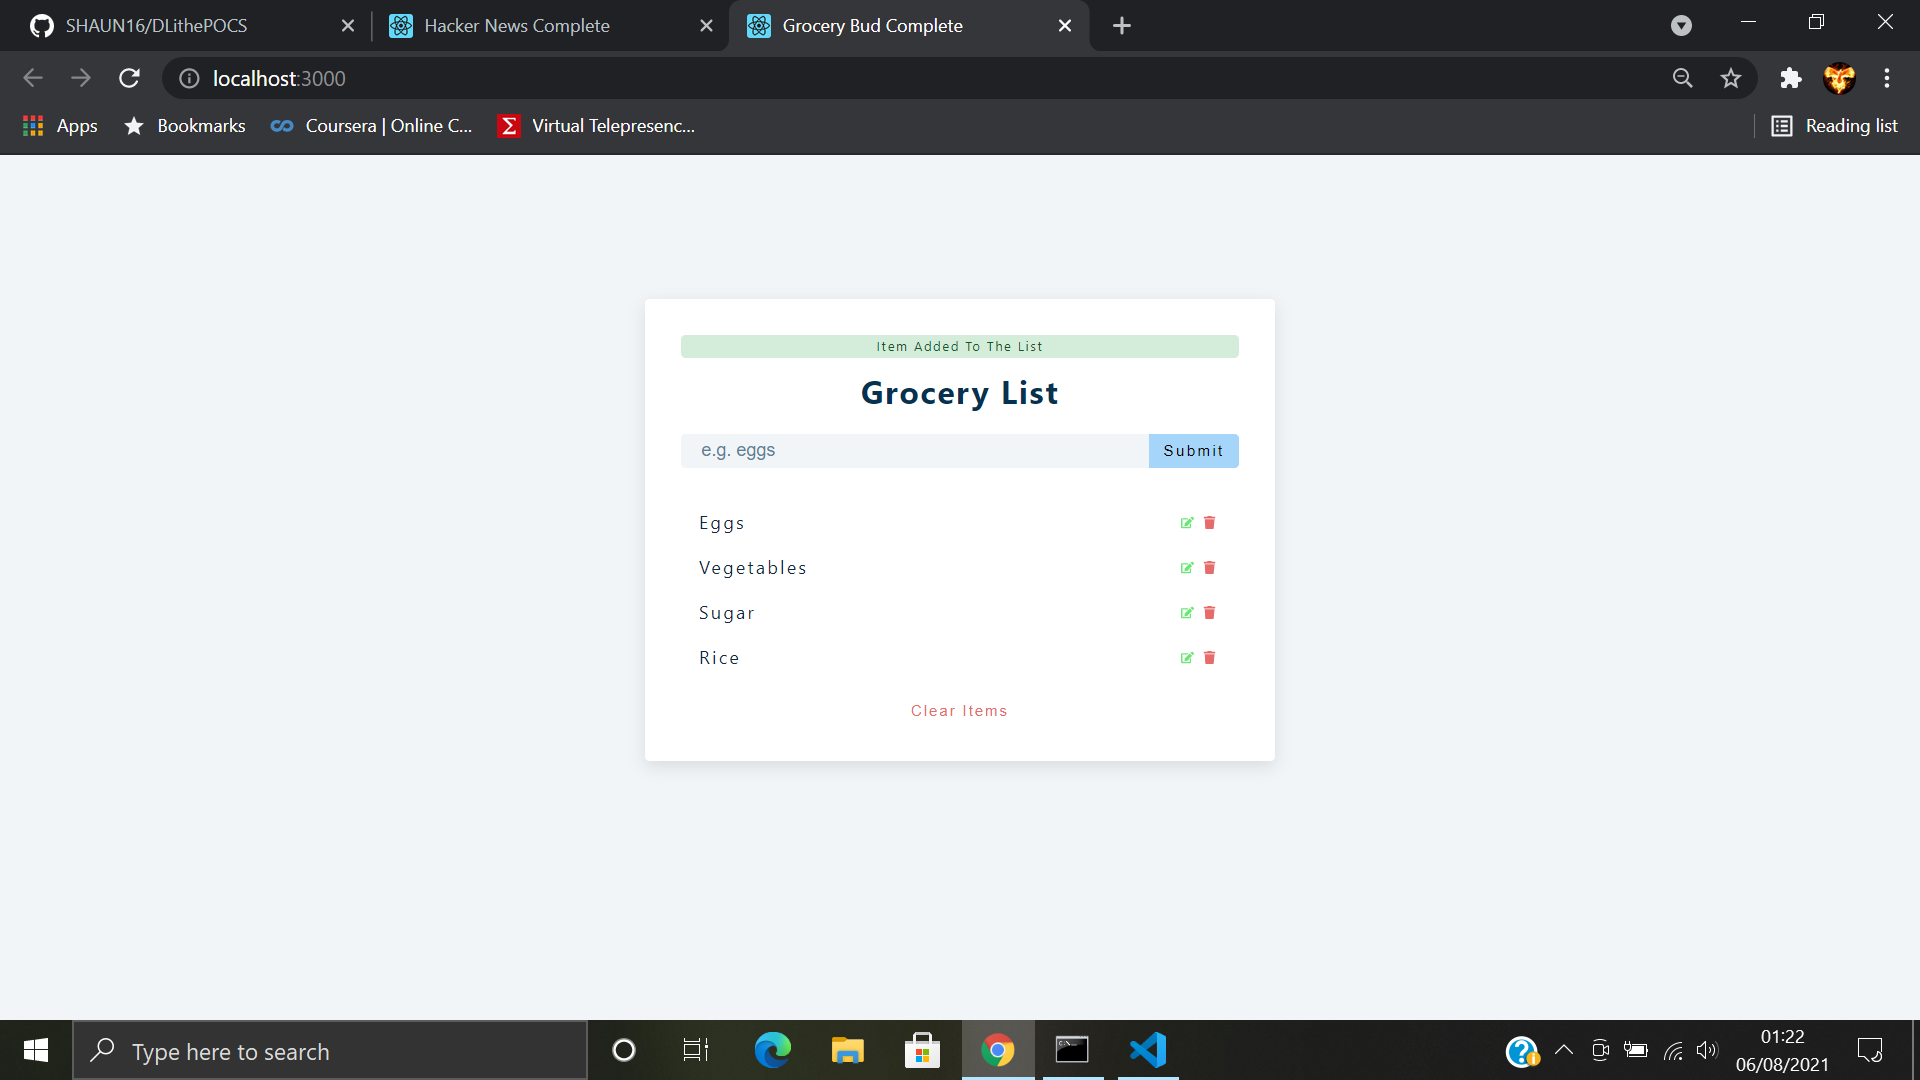 SHAUN16/DLithePOCS
Hacker News Complete
Grocery Bud Complete
localhost:3000
Apps
Bookmarks
Coursera | Online C...
Virtual Telepresenc...
Reading list
Item Added To The List
Grocery List
e.g. eggs
Submit
Eggs
Vegetables
Sugar
Rice
Clear Items
Type here to search
01:22
06/08/2021